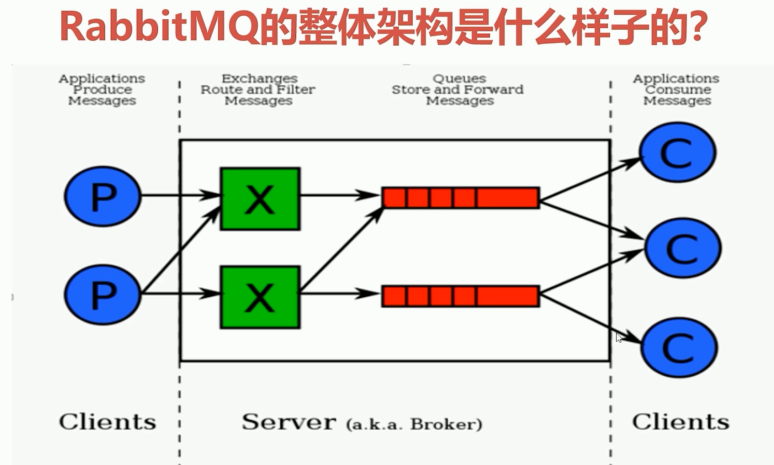 RabbitMQ的整体架构是什么样子的?
Applications
Produce
Messages
Exchanges
Route and Filter
Messages
Queues
Store and Forward
Messages
Applications
Consume
Messages
P
X
C
P
X
C
C
Clients
Server (a.k.a. Broker)
Clients